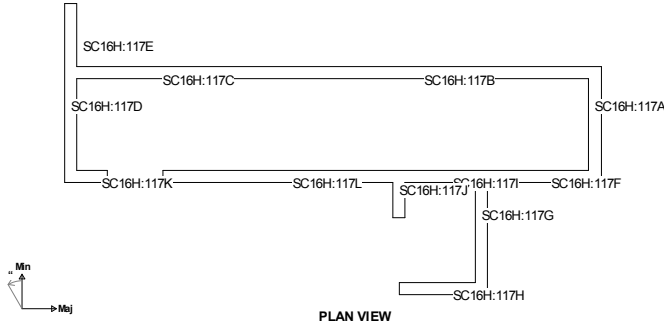 SC16H:117E
SC16H:117C
SC16H:117B
SC16H:117D
SC16H:117A
SC16H:117K
SC16H:117L
SC16H:117J
SC16H:117I
SC16H:117F
SC16H:117G
Min
“
Maj
SC16H:117H
PLAN VIEW